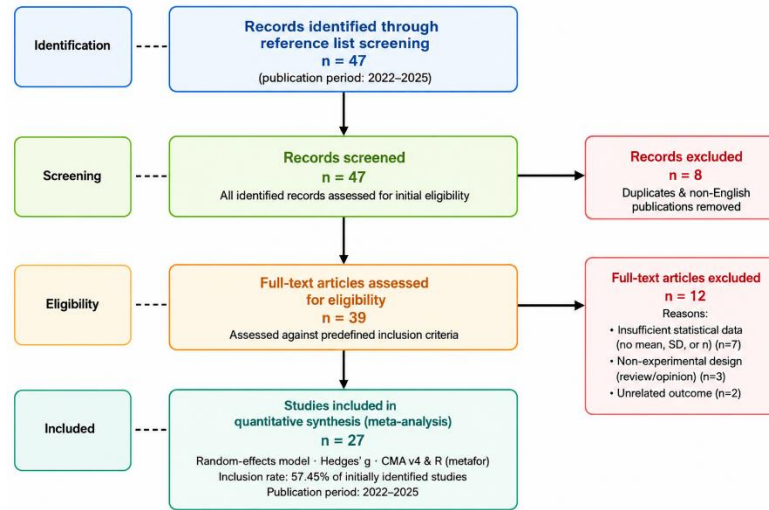 Identification
Records identified through
reference list screening
n = 47
(publication period: 2022–2025)
Screening
Records screened
n = 47
All identified records assessed for initial eligibility
Records excluded
n = 8
Duplicates & non-English
publications removed
Eligibility
Full-text articles assessed
for eligibility
n = 39
Assessed against predefined inclusion criteria
Full-text articles excluded
n = 12
Reasons:
• Insufficient statistical data
(no mean, SD, or n) (n=7)
• Non-experimental design
(review/opinion) (n=3)
• Unrelated outcome (n=2)
Included
Studies included in
quantitative synthesis (meta-analysis)
n = 27
Random-effects model · Hedges' g · CMA v4 & R (metafor)
Inclusion rate: 57.45% of initially identified studies
Publication period: 2022–2025